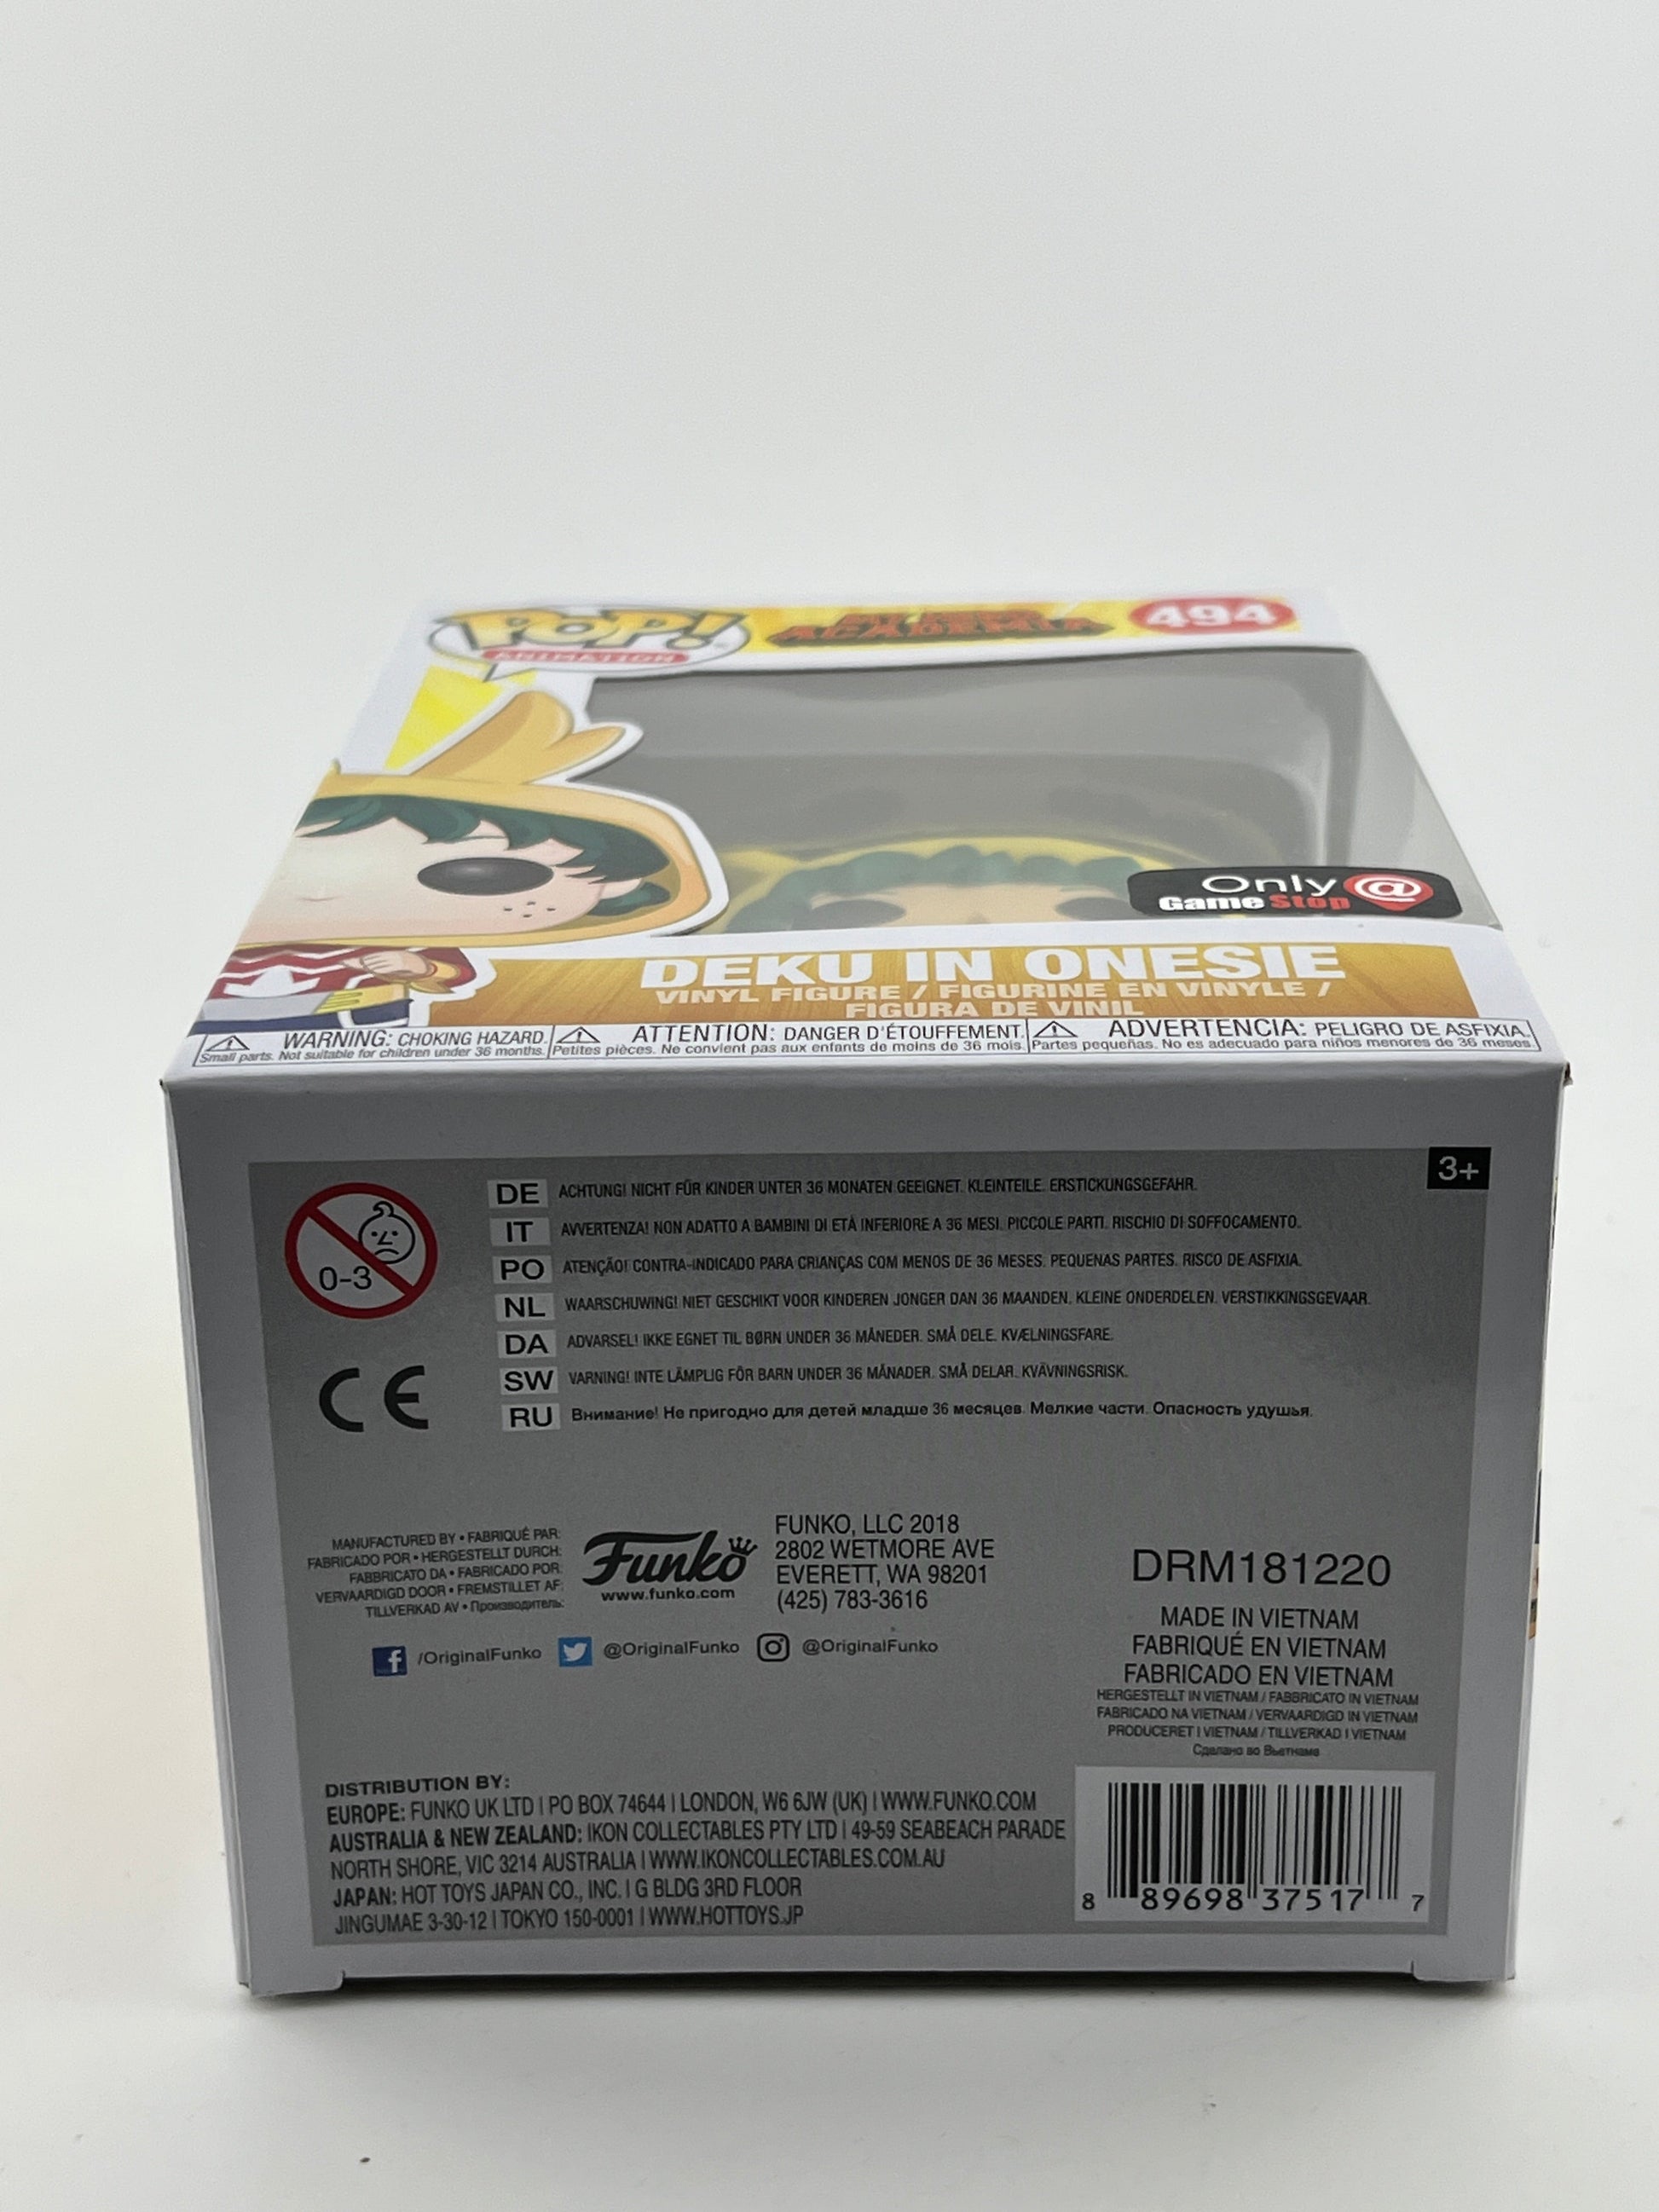 POP!
ANIMATION
MY HERO
ACADEMIA
494
Only @
GameStop
DEKU IN ONESIE
VINYL FIGURE / FIGURINE EN VINYLE /
FIGURA DE VINIL
WARNING: CHOKING HAZARD.
Small parts. Not suitable for children under 36 months.
ATTENTION: DANGER D'ÉTOUFFEMENT.
Petites pièces. Ne convient pas aux enfants de moins de 36 mois.
ADVERTENCIA: PELIGRO DE ASFIXIA.
Partes pequeñas. No es adecuado para niños menores de 36 meses.
3+
0-3
DE ACHTUNG! NICHT FÜR KINDER UNTER 36 MONATEN GEEIGNET. KLEINTEILE. ERSTICKUNGSGEFAHR.
IT AVVERTENZA! NON ADATTO A BAMBINI DI ETÀ INFERIORE A 36 MESI. PICCOLE PARTI. RISCHIO DI SOFFOCAMENTO.
PO ATENÇÃO! CONTRA-INDICADO PARA CRIANÇAS COM MENOS DE 36 MESES. PEQUENAS PARTES. RISCO DE ASFIXIA.
NL WAARSCHUWING! NIET GESCHIKT VOOR KINDEREN JONGER DAN 36 MAANDEN. KLEINE ONDERDELEN. VERSTIKKINGSGEVAAR.
DA ADVARSEL! IKKE EGNET TIL BØRN UNDER 36 MÅNEDER. SMÅ DELE. KVÆLNINGSFARE.
SW VARNING! INTE LÄMPLIG FÖR BARN UNDER 36 MÅNADER. SMÅ DELAR. KVÄVNINGSRISK.
RU Внимание! Не пригодно для детей младше 36 месяцев. Мелкие части. Опасность удушья.
CE
MANUFACTURED BY • FABRIQUÉ PAR:
FABRICADO POR • HERGESTELLT DURCH:
FABBRICATO DA • FABRICADO POR:
VERVAARDIGD DOOR • FREMSTILLET AF:
TILLVERKAD AV • Производитель:
Funko
www.funko.com
FUNKO, LLC 2018
2802 WETMORE AVE
EVERETT, WA 98201
(425) 783-3616
f /OriginalFunko @OriginalFunko @OriginalFunko
DRM181220
MADE IN VIETNAM
FABRIQUÉ EN VIETNAM
FABRICADO EN VIETNAM
HERGESTELLT IN VIETNAM / FABBRICATO IN VIETNAM
FABRICADO NA VIETNAM / VERVAARDIGD IN VIETNAM
PRODUCERET I VIETNAM / TILLVERKAD I VIETNAM
Сделано во Вьетнаме
DISTRIBUTION BY:
EUROPE: FUNKO UK LTD | PO BOX 74644 | LONDON, W6 6JW (UK) | WWW.FUNKO.COM
AUSTRALIA & NEW ZEALAND: IKON COLLECTABLES PTY LTD | 49-59 SEABEACH PARADE
NORTH SHORE, VIC 3214 AUSTRALIA | WWW.IKONCOLLECTABLES.COM.AU
JAPAN: HOT TOYS JAPAN CO., INC. | G BLDG 3RD FLOOR
JINGUMAE 3-30-12 | TOKYO 150-0001 | WWW.HOTTOYS.JP
8 89698 37517 7